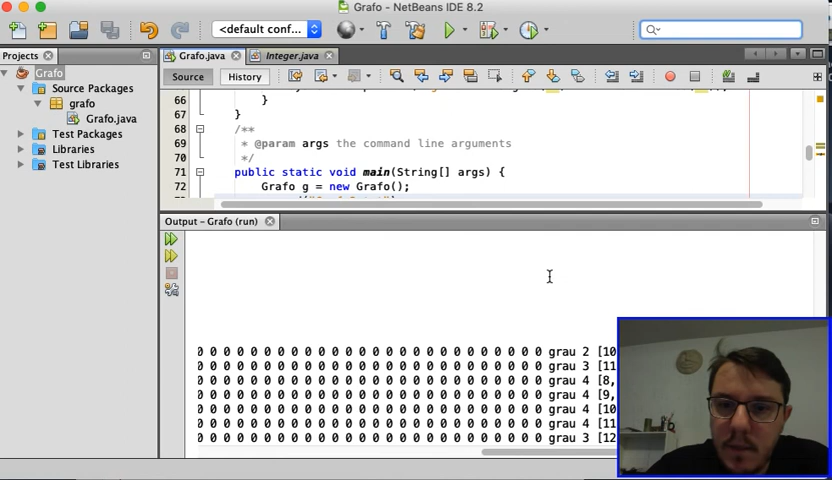 Grafo - NetBeans IDE 8.2
<default conf...
Projects
Grafo.java
Integer.java
Grafo
Source Packages
grafo
Grafo.java
Test Packages
Libraries
Test Libraries
Source
History
66 }
67 }
68 /**
69 * @param args the command line arguments
70 */
71 public static void main(String[] args) {
72 Grafo g = new Grafo();
Output - Grafo (run)
0 0 0 0 0 0 0 0 0 0 0 0 0 0 0 0 0 0 0 0 0 0 0 0 0 0 grau 2 [10
0 0 0 0 0 0 0 0 0 0 0 0 0 0 0 0 0 0 0 0 0 0 0 0 0 0 grau 3 [11
0 0 0 0 0 0 0 0 0 0 0 0 0 0 0 0 0 0 0 0 0 0 0 0 0 0 grau 4 [8,
0 0 0 0 0 0 0 0 0 0 0 0 0 0 0 0 0 0 0 0 0 0 0 0 0 0 grau 4 [9,
0 0 0 0 0 0 0 0 0 0 0 0 0 0 0 0 0 0 0 0 0 0 0 0 0 0 grau 4 [10
0 0 0 0 0 0 0 0 0 0 0 0 0 0 0 0 0 0 0 0 0 0 0 0 0 0 grau 4 [11
0 0 0 0 0 0 0 0 0 0 0 0 0 0 0 0 0 0 0 0 0 0 0 0 0 0 grau 3 [12